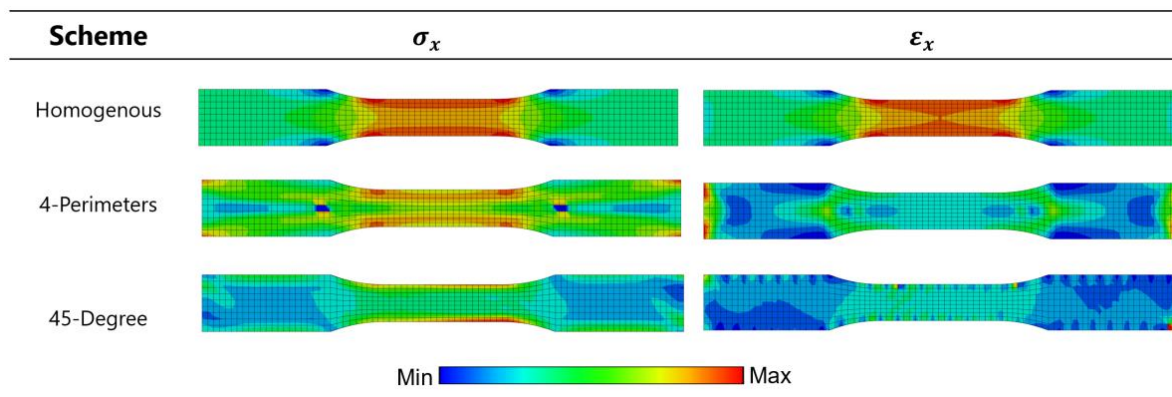 Scheme σₓ εₓ
Homogenous
4-Perimeters
45-Degree
Min Max